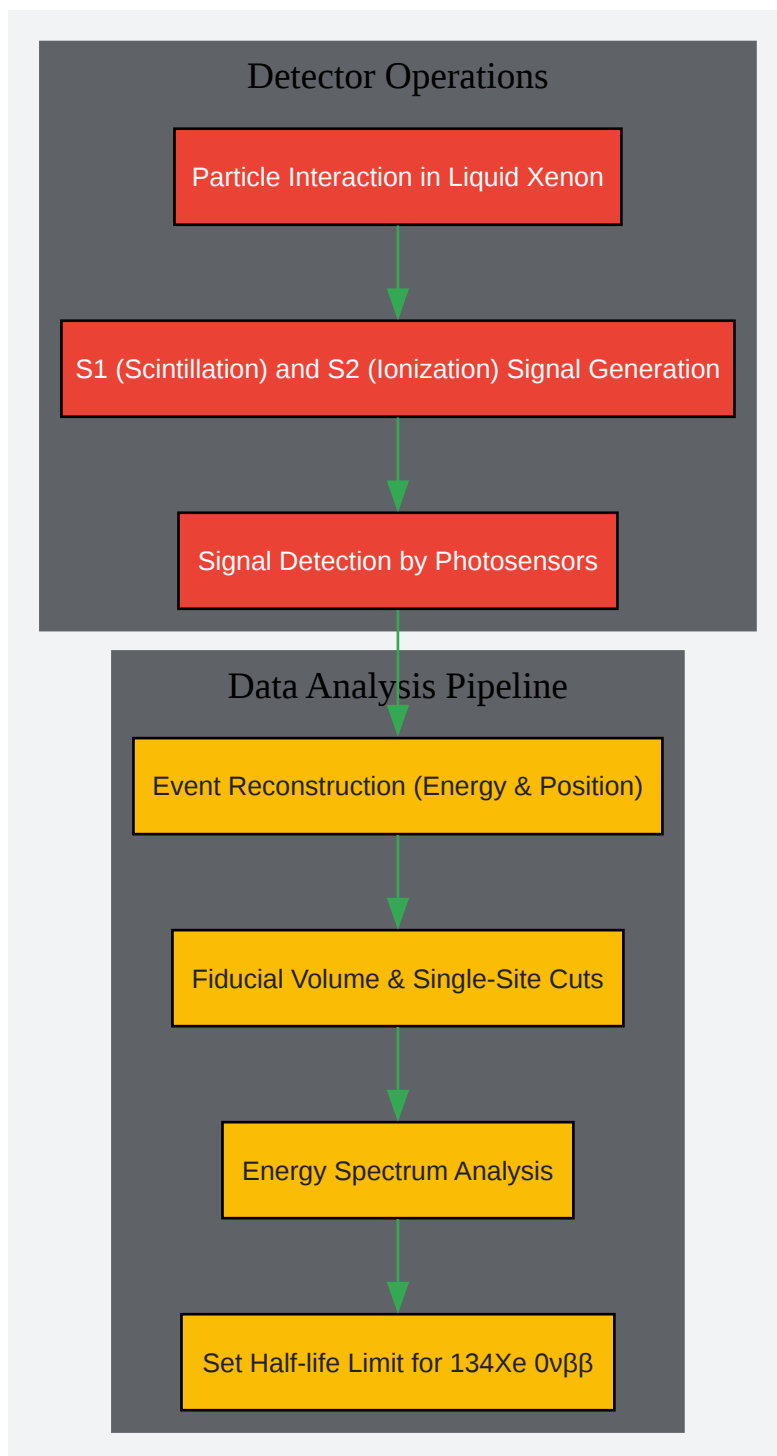 Detector Operations
Particle Interaction in Liquid Xenon
S1 (Scintillation) and S2 (Ionization) Signal Generation
Signal Detection by Photosensors
Data Analysis Pipeline
Event Reconstruction (Energy & Position)
Fiducial Volume & Single-Site Cuts
Energy Spectrum Analysis
Set Half-life Limit for 134Xe 0νββ